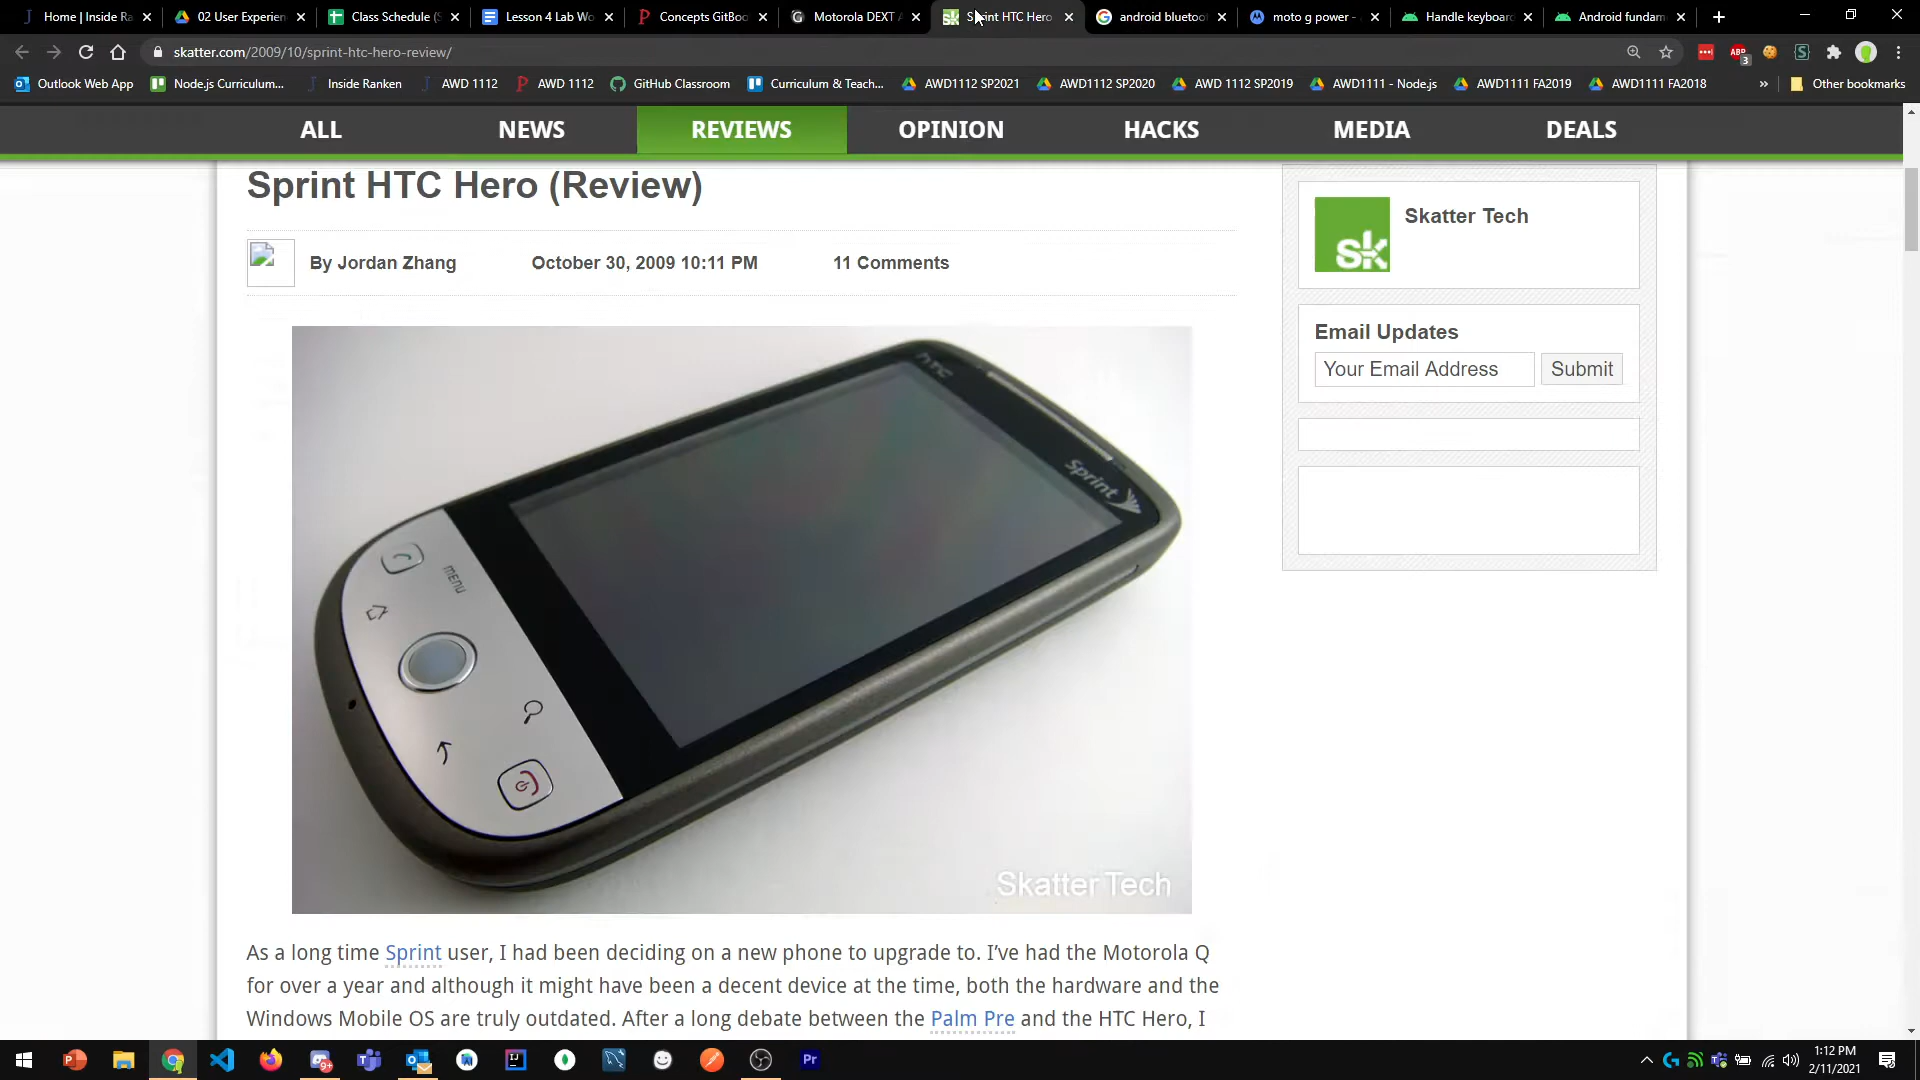 Home | Inside Ra
02 User Experien
Class Schedule (S
Lesson 4 Lab Wo
Concepts GitBoo
Motorola DEXT A
Sprint HTC Hero
android bluetoo
moto g power -
Handle keyboar
Android fundam
skatter.com/2009/10/sprint-htc-hero-review/
ABP
3
Outlook Web App
Node.js Curriculum...
Inside Ranken
AWD 1112
AWD 1112
GitHub Classroom
Curriculum & Teach...
AWD1112 SP2021
AWD1112 SP2020
AWD 1112 SP2019
AWD1111 - Node.js
AWD1111 FA2019
AWD1111 FA2018
»
Other bookmarks
ALL
NEWS
REVIEWS
OPINION
HACKS
MEDIA
DEALS
Sprint HTC Hero (Review)
By Jordan Zhang
October 30, 2009 10:11 PM
11 Comments
sk
Skatter Tech
Email Updates
Your Email Address
Submit
htc
Sprint
menu
Skatter Tech
As a long time Sprint user, I had been deciding on a new phone to upgrade to. I’ve had the Motorola Q
for over a year and although it might have been a decent device at the time, both the hardware and the
Windows Mobile OS are truly outdated. After a long debate between the Palm Pre and the HTC Hero, I
9+
Pr
1:12 PM
2/11/2021